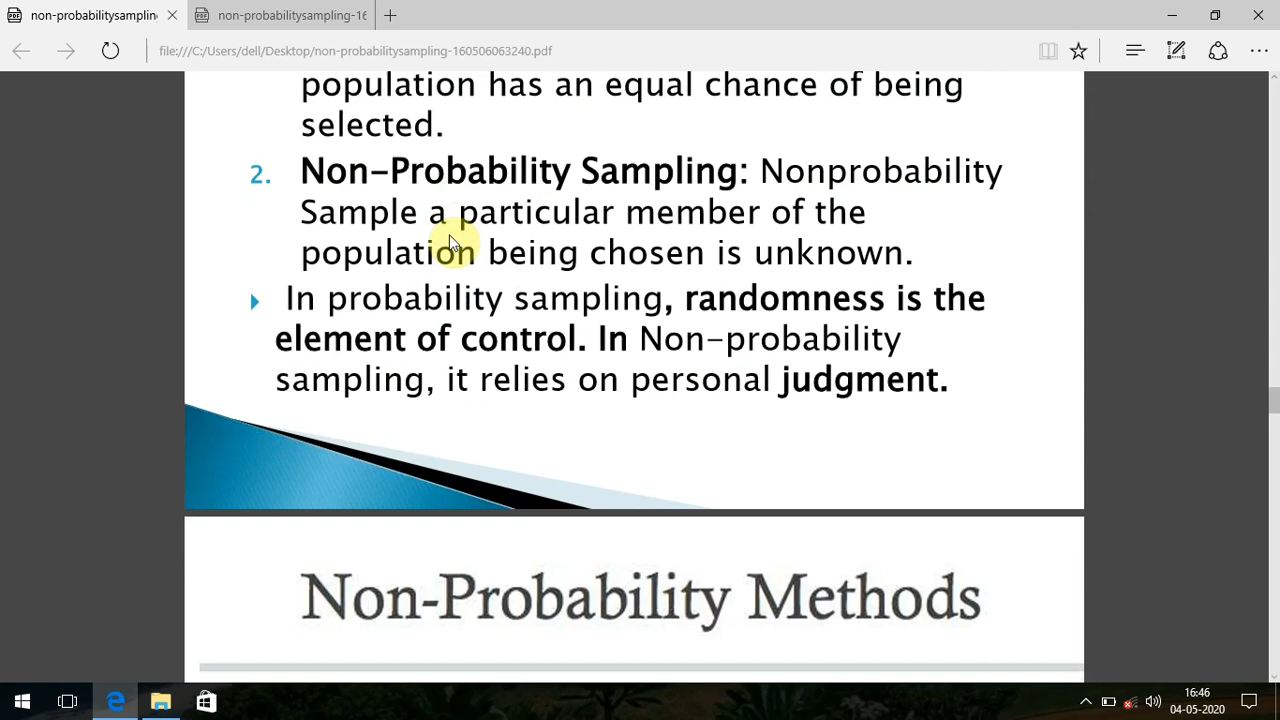 non-probabilitysampling
non-probabilitysampling-16
file:///C:/Users/dell/Desktop/non-probabilitysampling-160506063240.pdf
population has an equal chance of being
selected.
2. Non-Probability Sampling: Nonprobability
Sample a particular member of the
population being chosen is unknown.
In probability sampling, randomness is the
element of control. In Non-probability
sampling, it relies on personal judgment.
Non-Probability Methods
16:46
04-05-2020